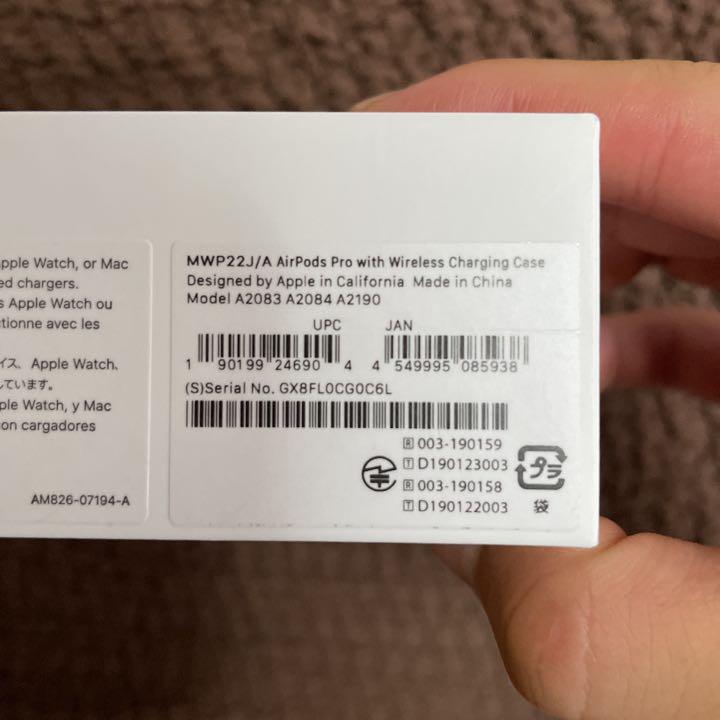 Apple Watch, or Mac
ed chargers.
s Apple Watch ou
ctionne avec les
イス、Apple Watch、
しています。
ple Watch, y Mac
on cargadores
AM826-07194-A
MWP22J/A AirPods Pro with Wireless Charging Case
Designed by Apple in California Made in China
Model A2083 A2084 A2190
UPC JAN
1 90199 24690 4 4 549995 085938
(S)Serial No. GX8FL0CG0C6L
R 003-190159
T D190123003
R 003-190158
T D190122003
プラ
袋